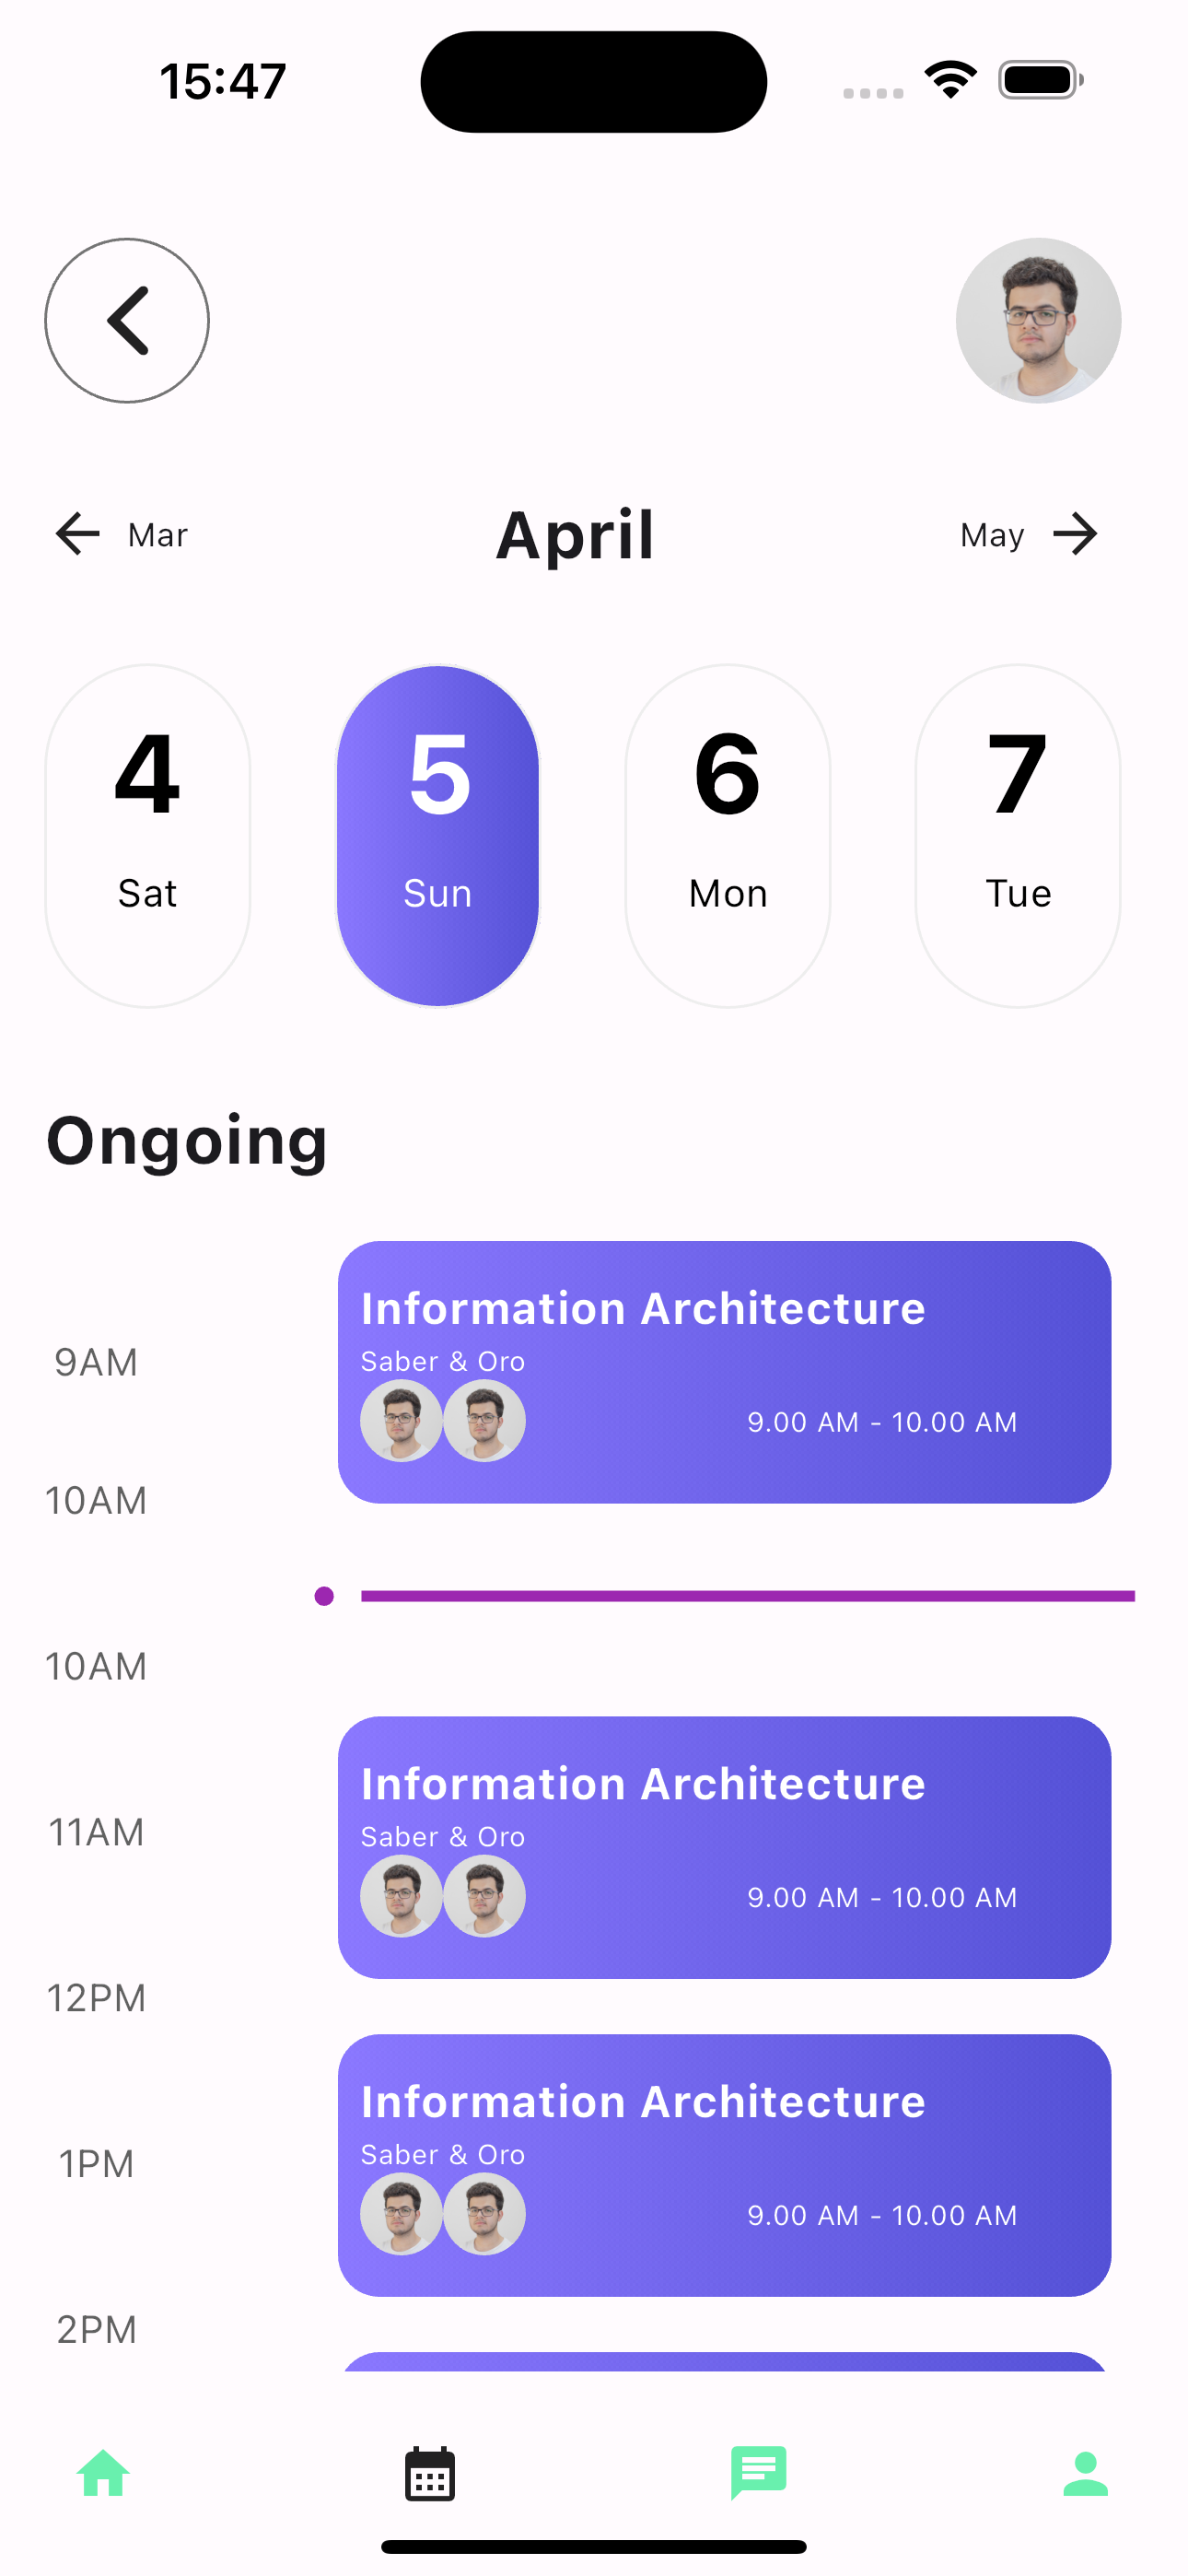 15:47
Mar
April
May
4
Sat
5
Sun
6
Mon
7
Tue
Ongoing
Information Architecture
Saber & Oro
9AM
9.00 AM - 10.00 AM
10AM
10AM
Information Architecture
Saber & Oro
11AM
9.00 AM - 10.00 AM
12PM
Information Architecture
Saber & Oro
1PM
9.00 AM - 10.00 AM
2PM